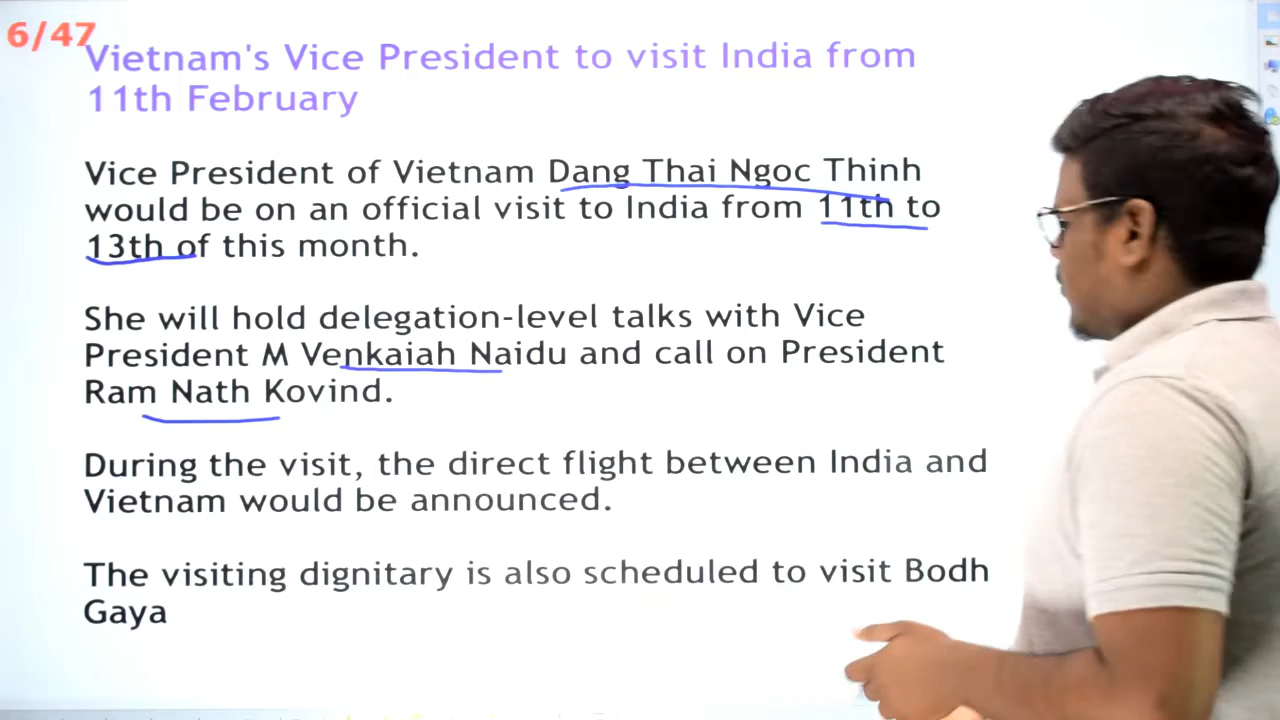 6/47
Vietnam's Vice President to visit India from
11th February
Vice President of Vietnam Dang Thai Ngoc Thinh
would be on an official visit to India from 11th to
13th of this month.
She will hold delegation-level talks with Vice
President M Venkaiah Naidu and call on President
Ram Nath Kovind.
During the visit, the direct flight between India and
Vietnam would be announced.
The visiting dignitary is also scheduled to visit Bodh
Gaya